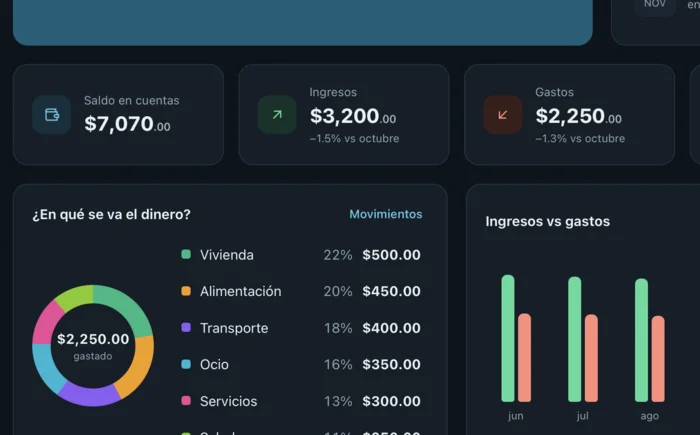 NOV
en
Saldo en cuentas
$7,070.00
Ingresos
$3,200.00
−1.5% vs octubre
Gastos
$2,250.00
−1.3% vs octubre
¿En qué se va el dinero?
Movimientos
$2,250.00
gastado
Vivienda 22% $500.00
Alimentación 20% $450.00
Transporte 18% $400.00
Ocio 16% $350.00
Servicios 13% $300.00
Ingresos vs gastos
jun jul ago